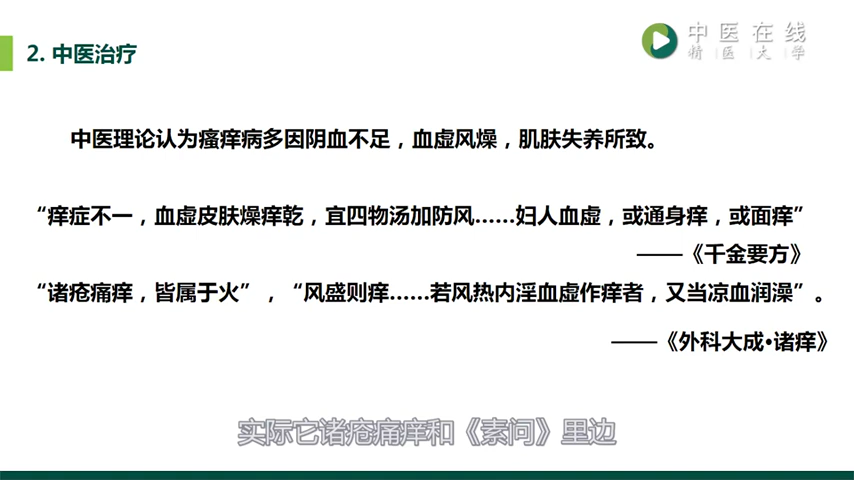 中医在线
精医大学
2. 中医治疗
中医理论认为瘙痒病多因阴血不足，血虚风燥，肌肤失养所致。
“痒症不一，血虚皮肤燥痒乾，宜四物汤加防风……妇人血虚，或通身痒，或面痒”
——《千金要方》
“诸疮痛痒，皆属于火”，“风盛则痒……若风热内淫血虚作痒者，又当凉血润澡”。
——《外科大成·诸痒》
实际它诸疮痛痒和《素问》里边